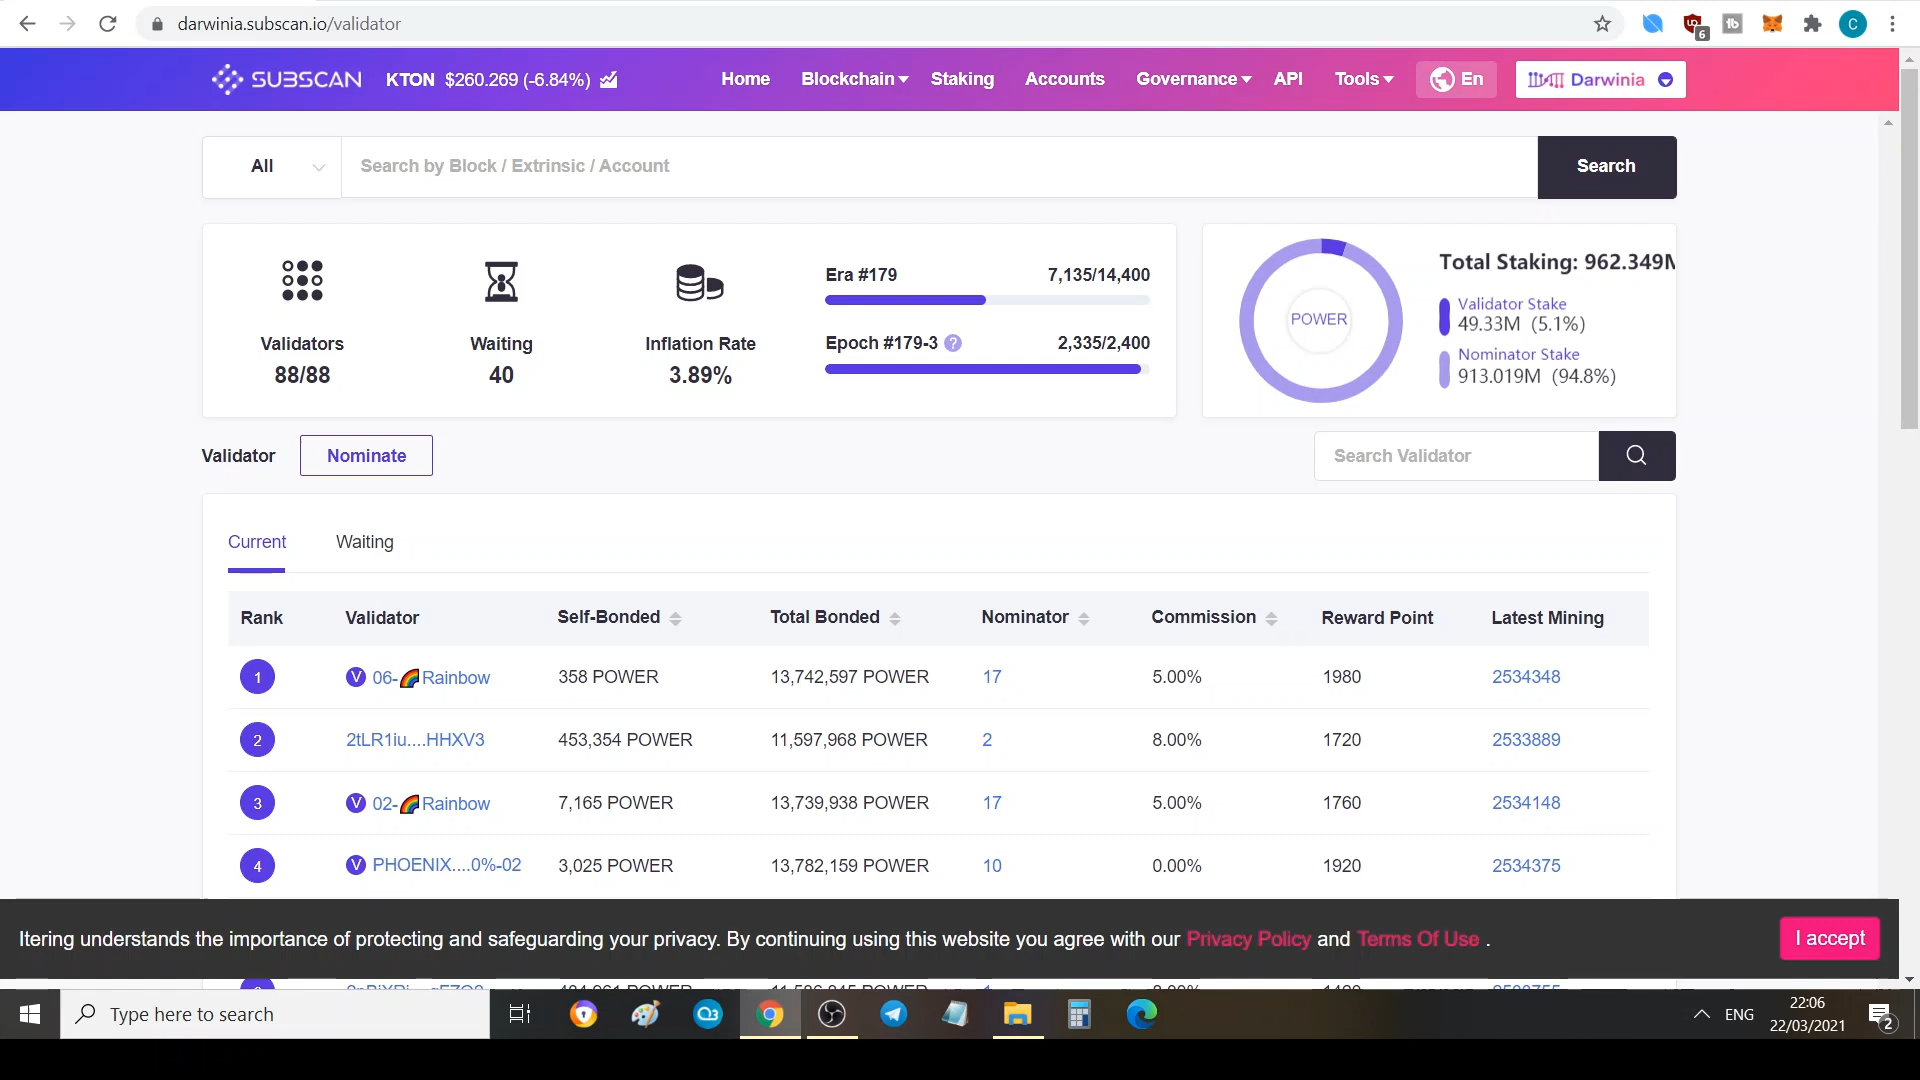 darwinia.subscan.io/validator
6
C
SUBSCAN KTON $260.269 (-6.84%) Home Blockchain Staking Accounts Governance API Tools En Darwinia
All Search by Block / Extrinsic / Account Search
Validators
88/88
Waiting
40
Inflation Rate
3.89%
Era #179 7,135/14,400
Epoch #179-3 ? 2,335/2,400
POWER
Total Staking: 962.349M
Validator Stake
49.33M (5.1%)
Nominator Stake
913.019M (94.8%)
Validator Nominate Search Validator
Current Waiting
Rank Validator Self-Bonded Total Bonded Nominator Commission Reward Point Latest Mining
1 V 06-🌈Rainbow 358 POWER 13,742,597 POWER 17 5.00% 1980 2534348
2 2tLR1iu....HHXV3 453,354 POWER 11,597,968 POWER 2 8.00% 1720 2533889
3 V 02-🌈Rainbow 7,165 POWER 13,739,938 POWER 17 5.00% 1760 2534148
4 V PHOENIX....0%-02 3,025 POWER 13,782,159 POWER 10 0.00% 1920 2534375
Itering understands the importance of protecting and safeguarding your privacy. By continuing using this website you agree with our Privacy Policy and Terms Of Use . I accept
Type here to search
ENG
22:06
22/03/2021
2